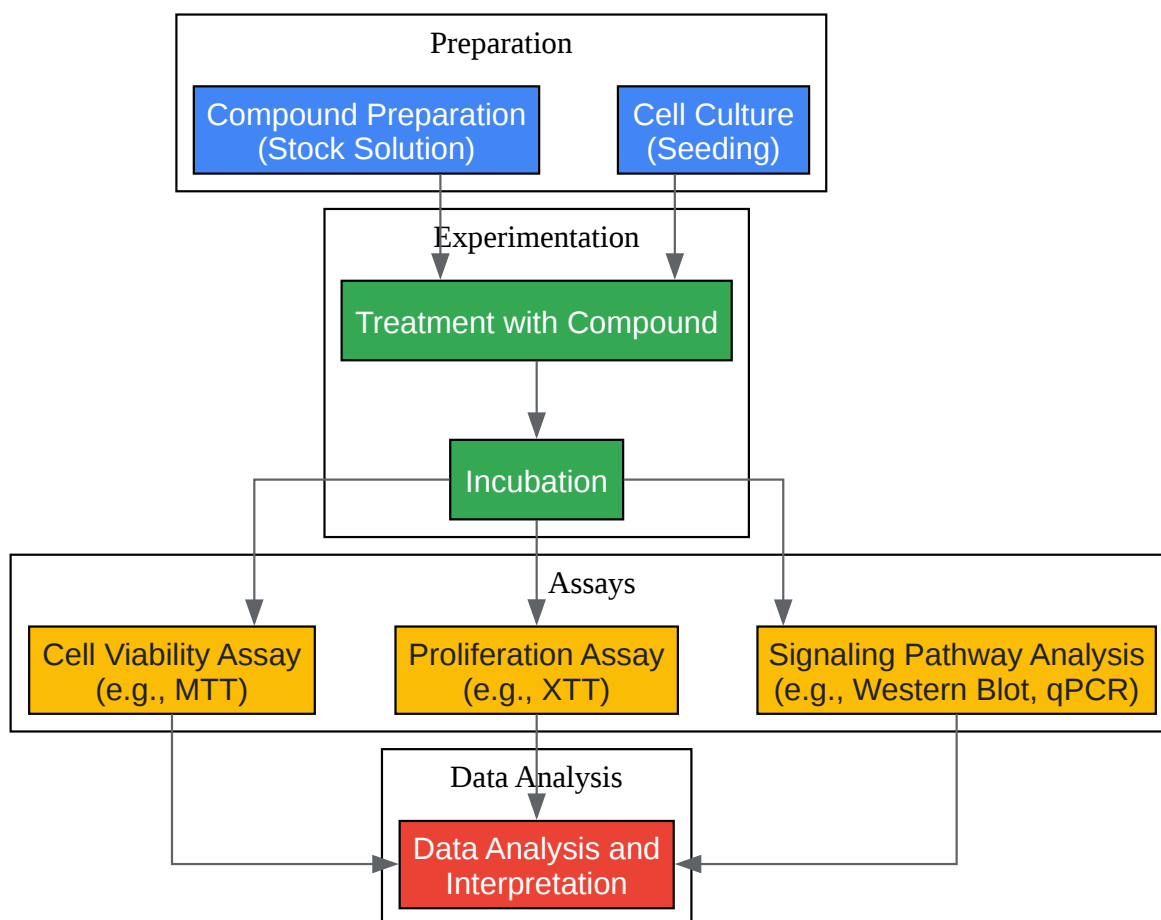 Preparation
Compound Preparation
(Stock Solution)
Cell Culture
(Seeding)
Experimentation
Treatment with Compound
Incubation
Assays
Cell Viability Assay
(e.g., MTT)
Proliferation Assay
(e.g., XTT)
Signaling Pathway Analysis
(e.g., Western Blot, qPCR)
Data Analysis
Data Analysis and
Interpretation